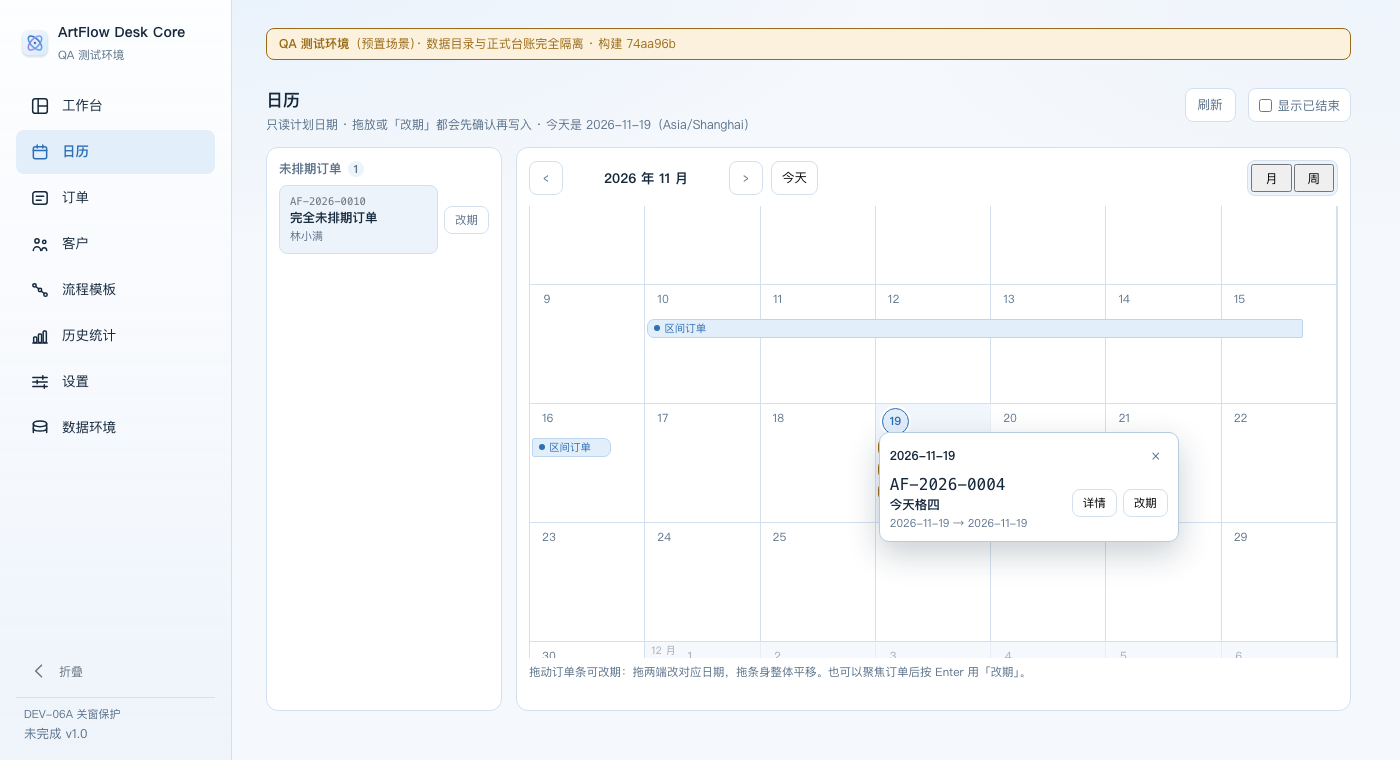 ArtFlow Desk Core
QA 测试环境
工作台
日历
订单
客户
流程模板
历史统计
设置
数据环境
折叠
DEV-06A 关窗保护
未完成 v1.0
QA 测试环境（预置场景）· 数据目录与正式台账完全隔离 · 构建 74aa96b
日历
只读计划日期 · 拖放或「改期」都会先确认再写入 · 今天是 2026-11-19（Asia/Shanghai）
刷新
显示已结束
未排期订单 1
AF-2026-0010
完全未排期订单
林小满
改期
‹ 2026 年 11 月 › 今天
月 周
9 10 11 12 13 14 15
区间订单
16 17 18 19 20 21 22
区间订单
2026-11-19 ×
AF-2026-0004
今天格四
2026-11-19 → 2026-11-19
详情 改期
23 24 25 29
30 12 月 1 2 3 4 5 6
拖动订单条可改期：拖两端改对应日期，拖条身整体平移。也可以聚焦订单后按 Enter 用「改期」。